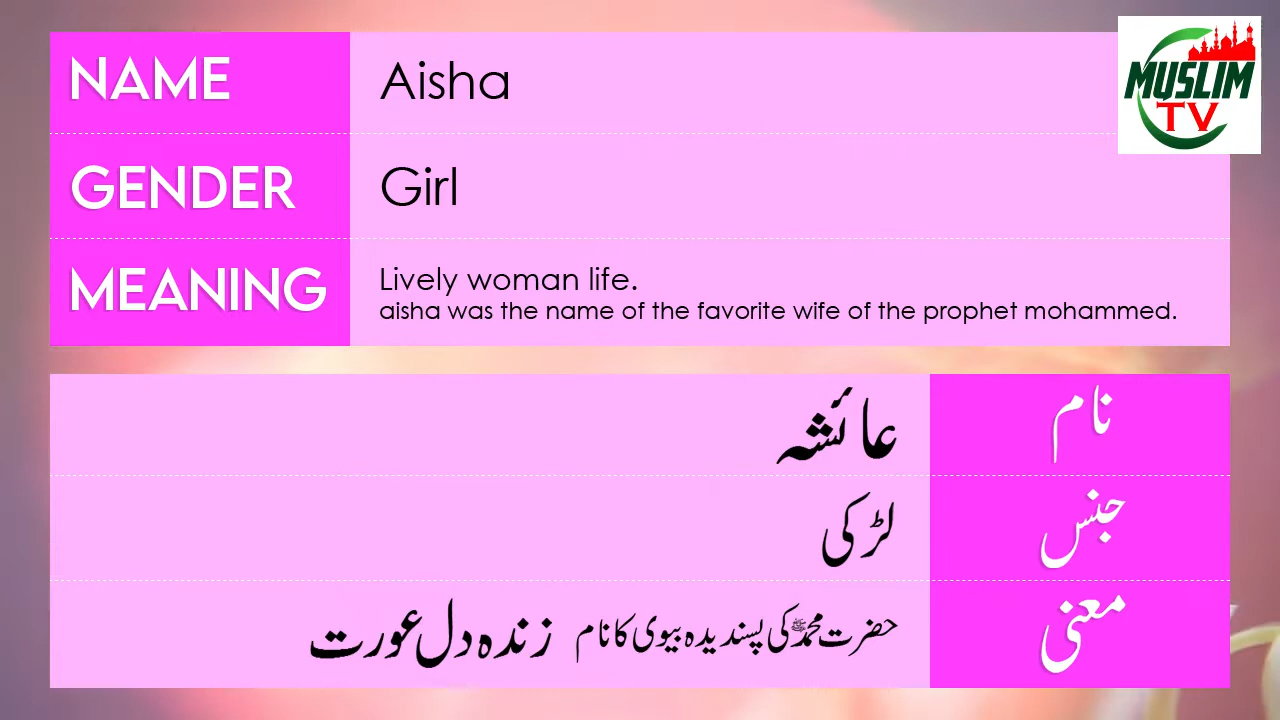 NAME
Aisha
MUSLIM
TV
GENDER
Girl
MEANING
Lively woman life.
aisha was the name of the favorite wife of the prophet mohammed.
نام
عائشہ
جنس
لڑکی
معنی
حضرت محمدﷺ کی پسندیدہ بیوی کا نام زندہ دل عورت